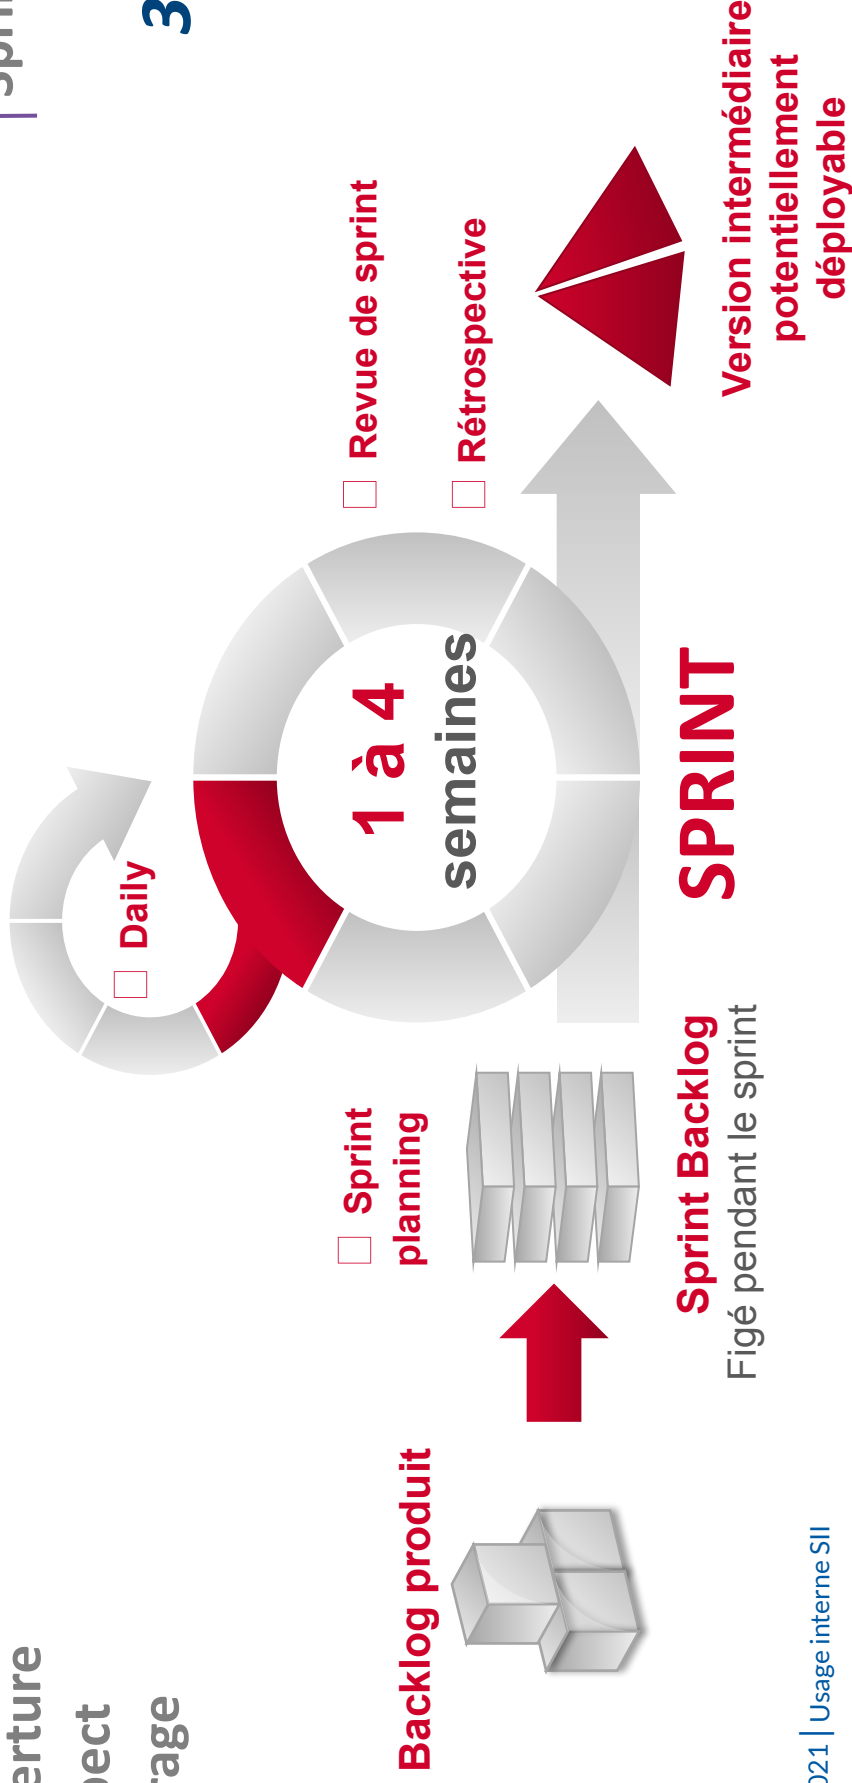 3
□ Daily
□ Revue de sprint
□ Rétrospective
1 à 4
semaines
□ Sprint
planning
Backlog produit
Sprint Backlog
Figé pendant le sprint
SPRINT
Version intermédiaire
potentiellement
déployable
| Usage interne SII